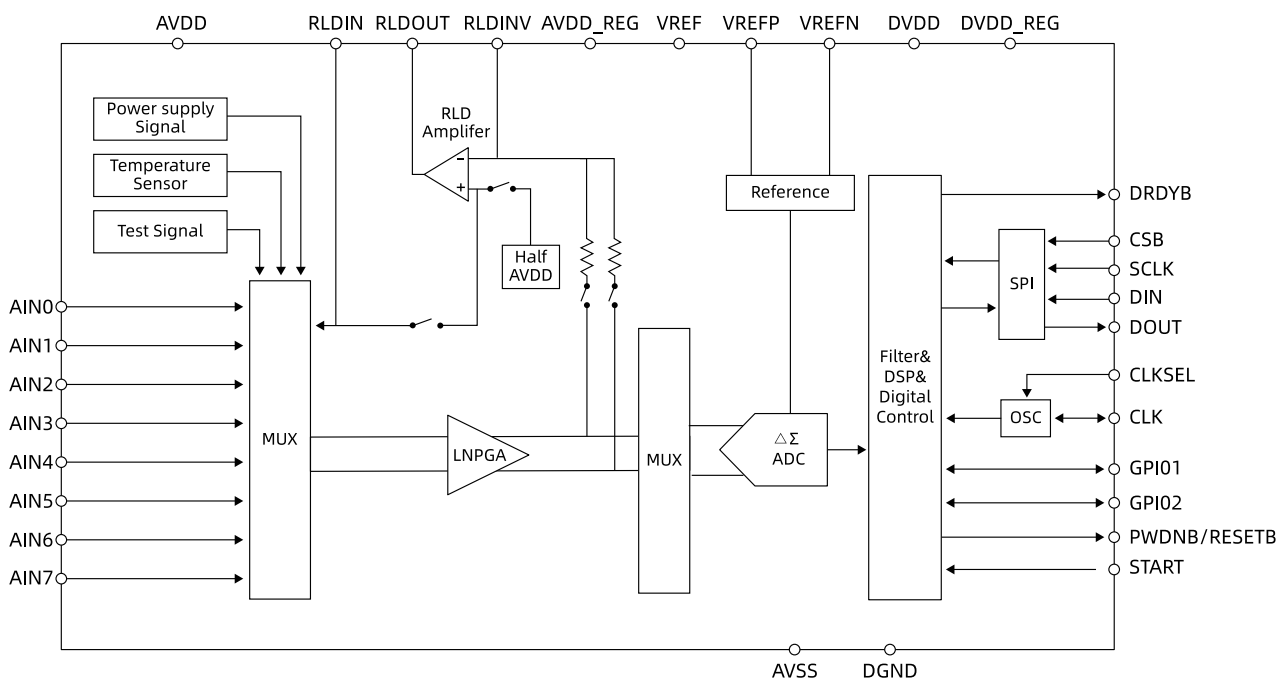 AVDD
RLDIN
RLDOUT
RLDINV
AVDD_REG
VREF
VREFP
VREFN
DVDD
DVDD_REG
Power supply
Signal
Temperature
Sensor
Test Signal
RLD
Amplifer
-
+
Half
AVDD
Reference
AIN0
AIN1
AIN2
AIN3
AIN4
AIN5
AIN6
AIN7
MUX
LNPGA
MUX
△Σ
ADC
Filter&
DSP&
Digital
Control
SPI
OSC
DRDYB
CSB
SCLK
DIN
DOUT
CLKSEL
CLK
GPI01
GPI02
PWDNB/RESETB
START
AVSS
DGND